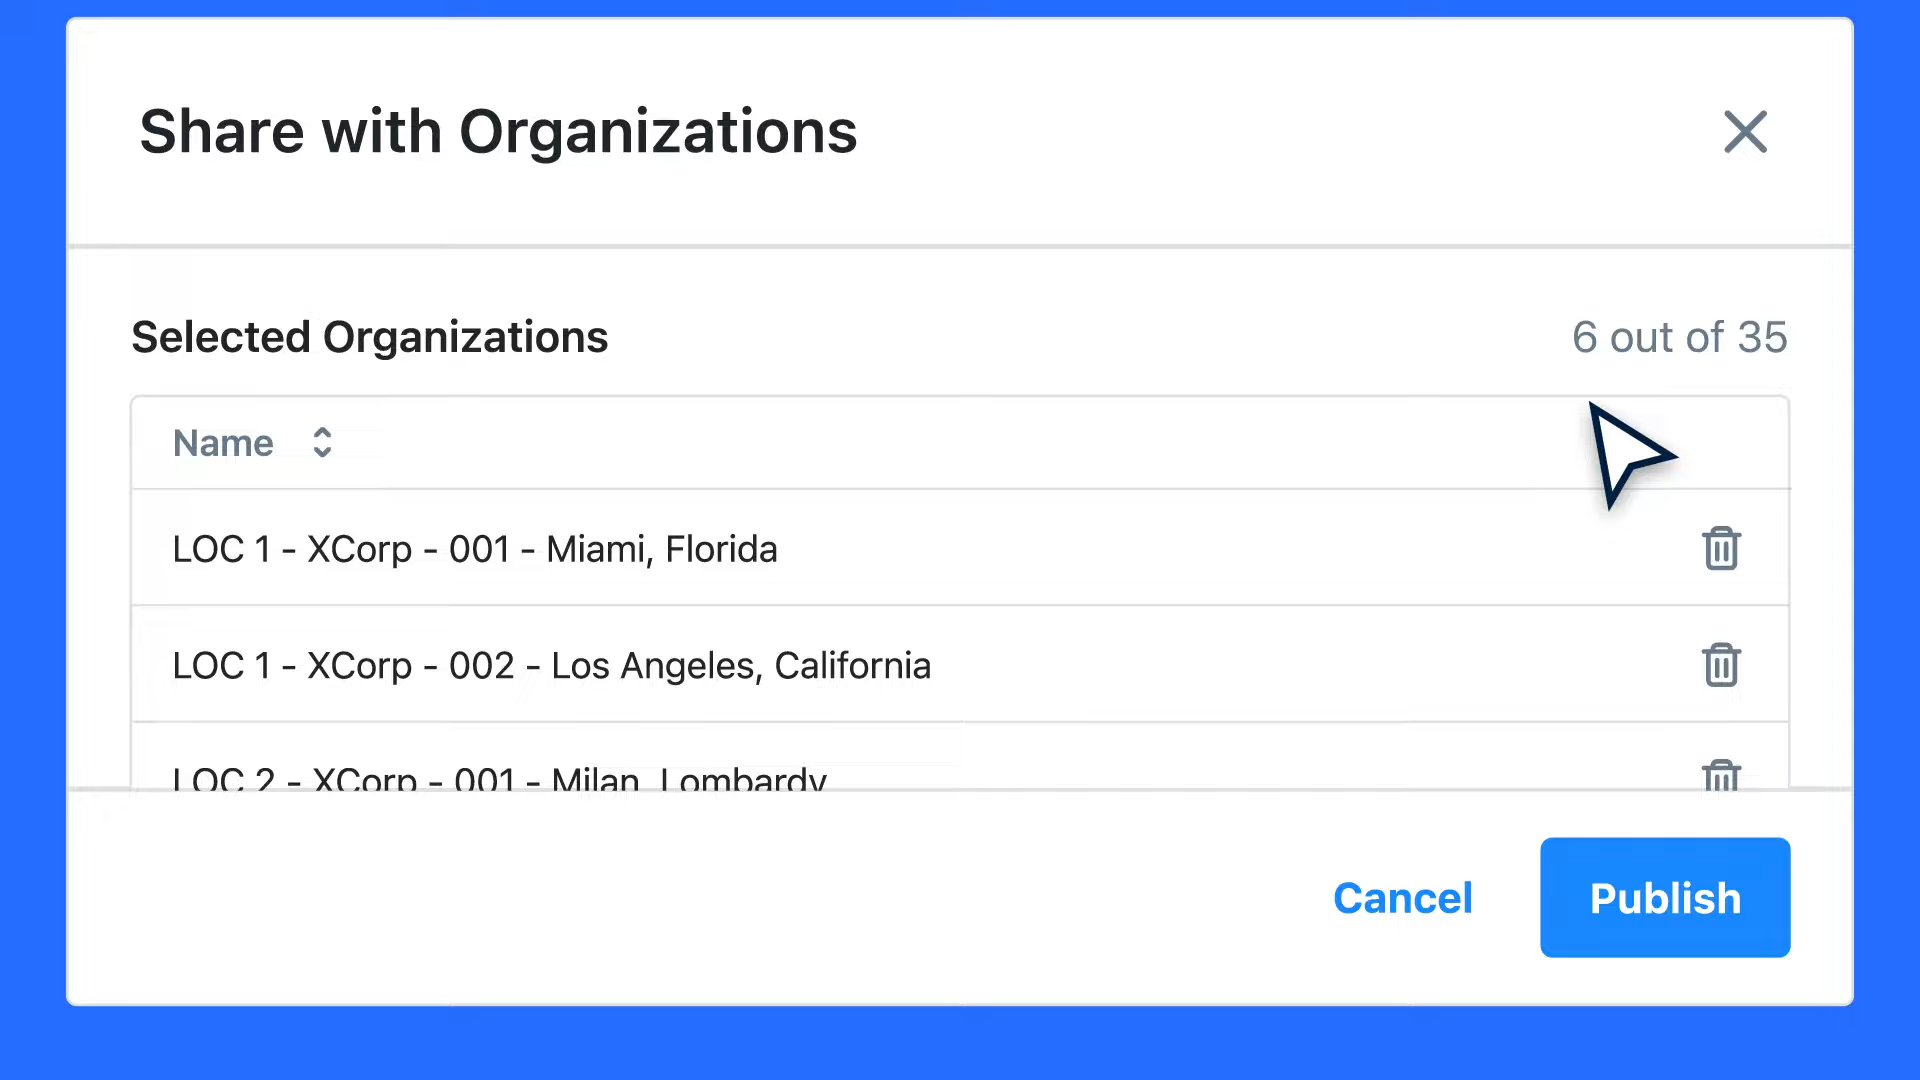 Share with Organizations
Selected Organizations
6 out of 35
Name
LOC 1 - XCorp - 001 - Miami, Florida
LOC 1 - XCorp - 002 - Los Angeles, California
LOC 2 - XCorp - 001 - Milan, Lombardy
Cancel
Publish